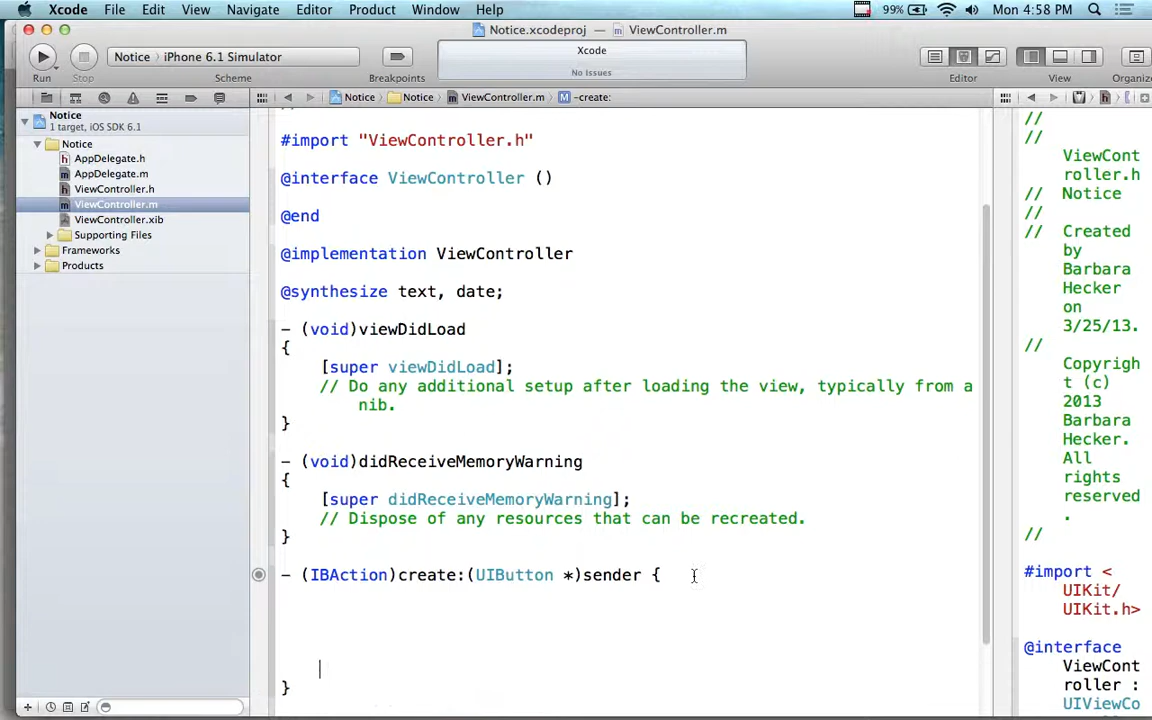 Xcode File Edit View Navigate Editor Product Window Help 99% Mon 4:58 PM
Notice.xcodeproj — ViewController.m
Notice iPhone 6.1 Simulator
Xcode
No Issues
Run Stop Scheme Breakpoints Editor View Organiz
Notice Notice ViewController.m M -create:
Notice
1 target, iOS SDK 6.1
Notice
h AppDelegate.h
m AppDelegate.m
h ViewController.h
m ViewController.m
ViewController.xib
Supporting Files
Frameworks
Products
//
#import "ViewController.h"
@interface ViewController ()
@end
@implementation ViewController
@synthesize text, date;
- (void)viewDidLoad
{
[super viewDidLoad];
// Do any additional setup after loading the view, typically from a
nib.
}
- (void)didReceiveMemoryWarning
{
[super didReceiveMemoryWarning];
// Dispose of any resources that can be recreated.
}
- (IBAction)create:(UIButton *)sender {
}
//
//
ViewCont
roller.h
// Notice
//
// Created
by
Barbara
Hecker
on
3/25/13.
//
Copyrigh
t (c)
2013
Barbara
Hecker.
All
rights
reserved
.
//
#import <
UIKit/
UIKit.h>
@interface
ViewCont
roller :
UIViewCo